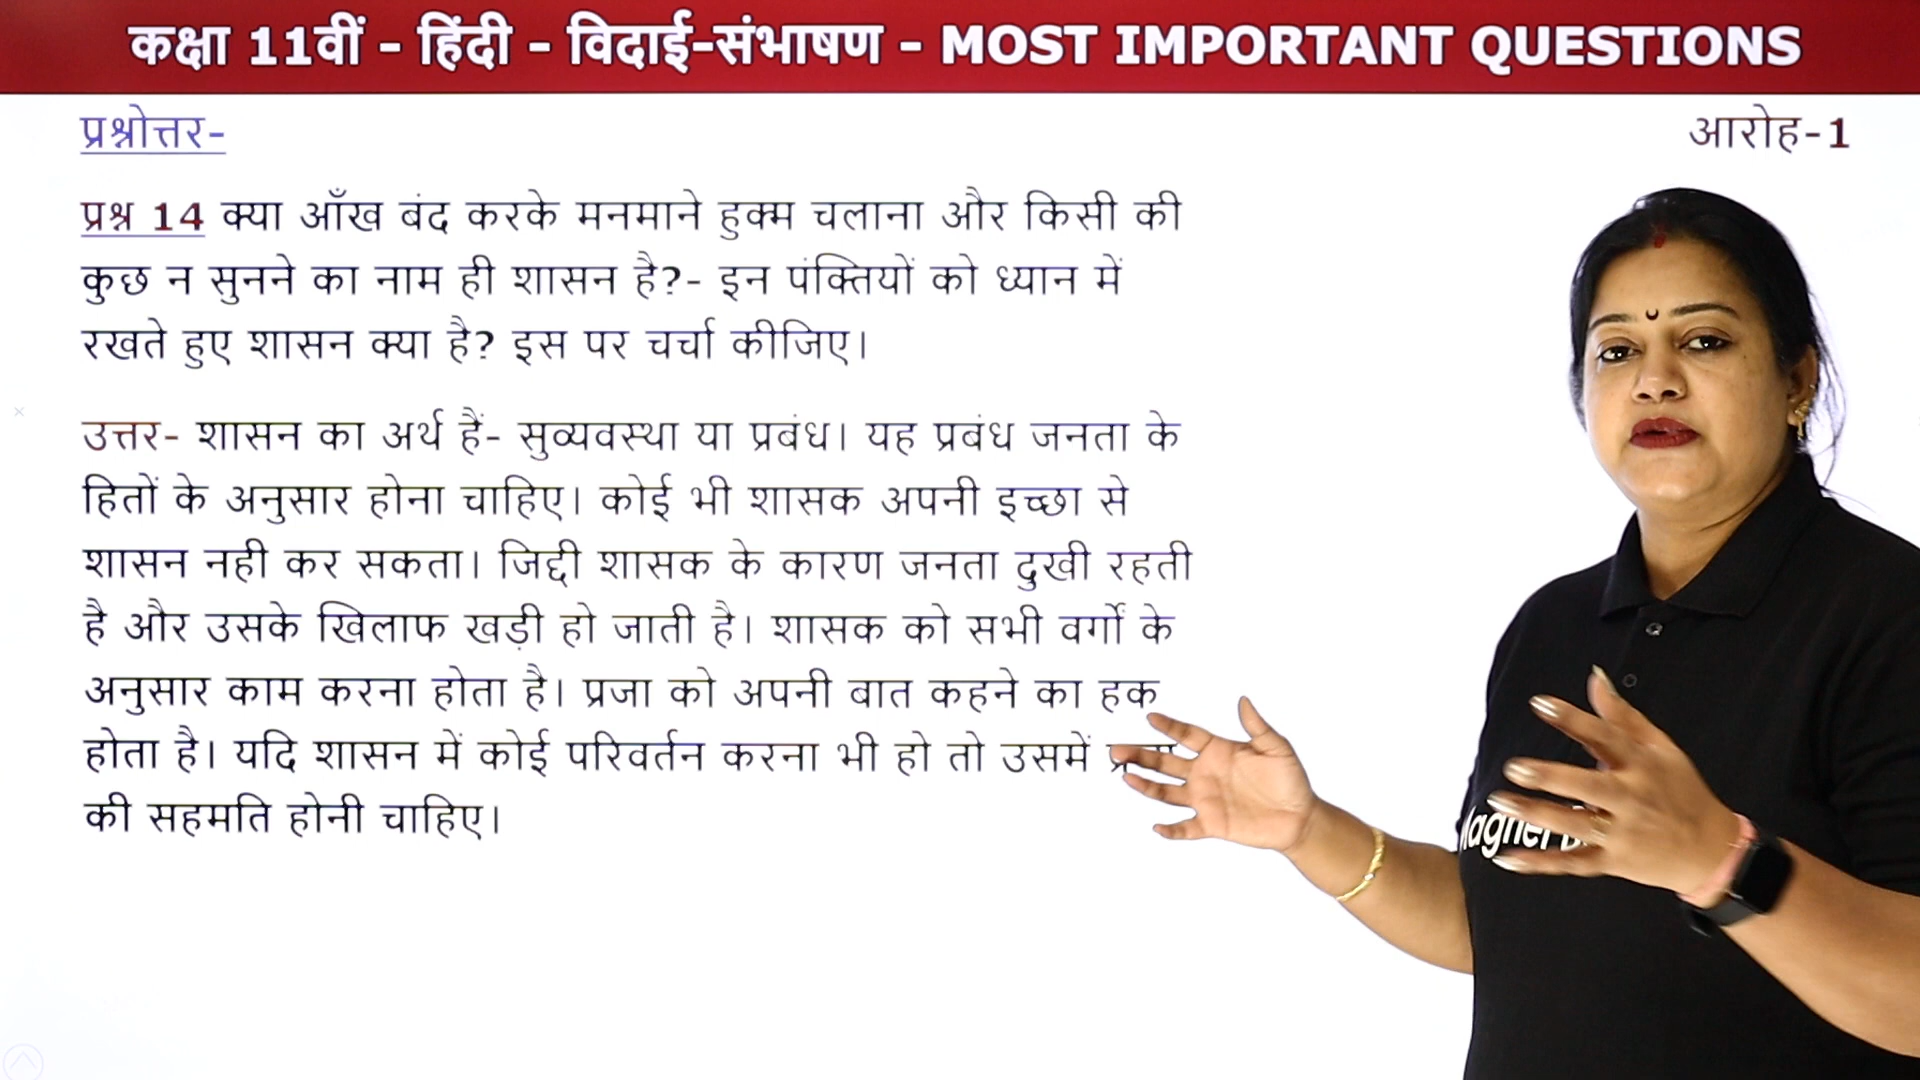 कक्षा 11वीं - हिंदी - विदाई-संभाषण - MOST IMPORTANT QUESTIONS
प्रश्नोत्तर-
आरोह-1
प्रश्न 14 क्या आँख बंद करके मनमाने हुक्म चलाना और किसी की
कुछ न सुनने का नाम ही शासन है?- इन पंक्तियों को ध्यान में
रखते हुए शासन क्या है? इस पर चर्चा कीजिए।
उत्तर- शासन का अर्थ हैं- सुव्यवस्था या प्रबंध। यह प्रबंध जनता के
हितों के अनुसार होना चाहिए। कोई भी शासक अपनी इच्छा से
शासन नही कर सकता। जिद्दी शासक के कारण जनता दुखी रहती
है और उसके खिलाफ खड़ी हो जाती है। शासक को सभी वर्गों के
अनुसार काम करना होता है। प्रजा को अपनी बात कहने का हक
होता है। यदि शासन में कोई परिवर्तन करना भी हो तो उसमें
की सहमति होनी चाहिए।